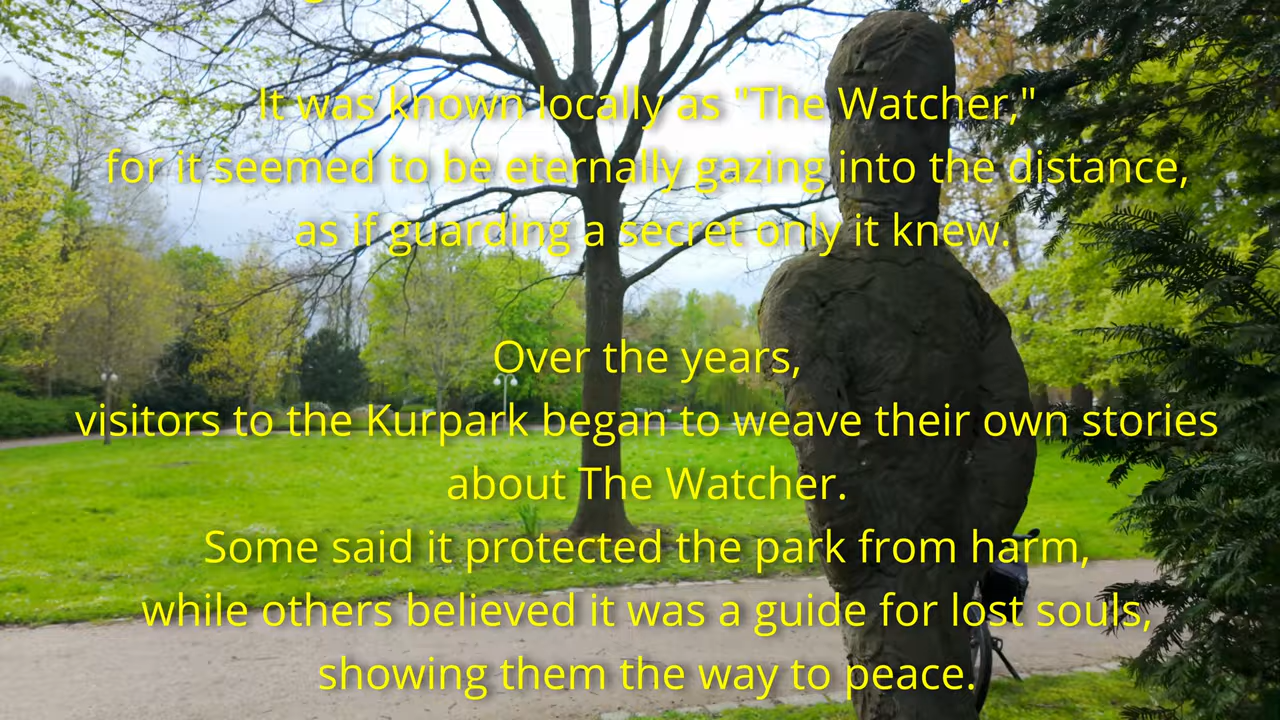 It was known locally as "The Watcher,"
for it seemed to be eternally gazing into the distance,
as if guarding a secret only it knew.
Over the years,
visitors to the Kurpark began to weave their own stories
about The Watcher.
Some said it protected the park from harm,
while others believed it was a guide for lost souls,
showing them the way to peace.